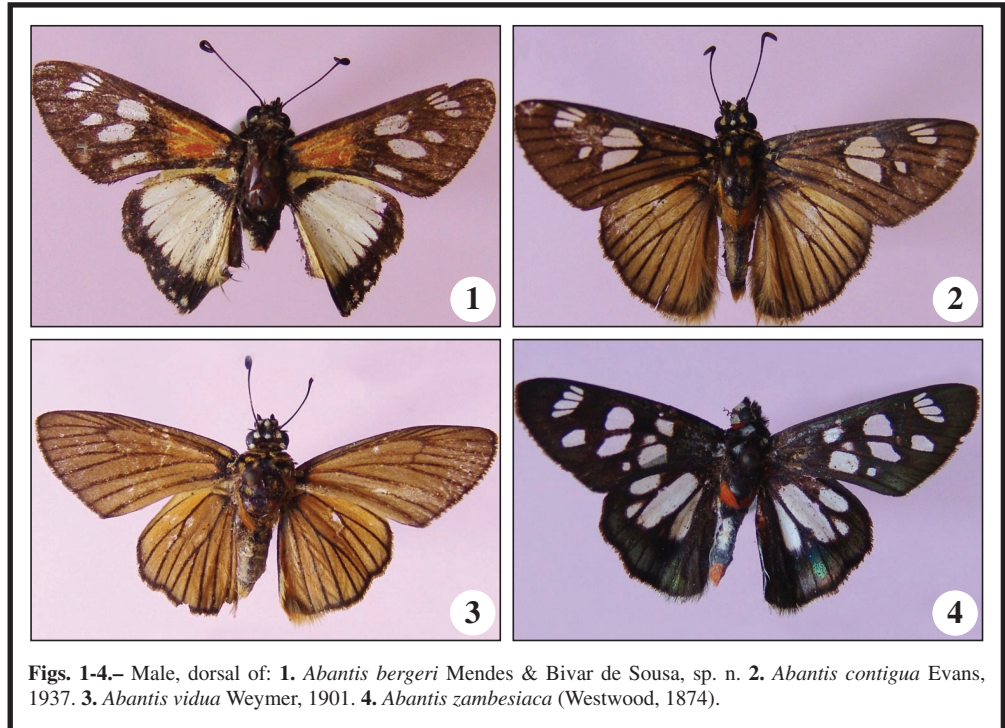 1
2
3
4
Figs. 1-4.– Male, dorsal of: 1. Abantis bergeri Mendes & Bivar de Sousa, sp. n. 2. Abantis contigua Evans,
1937. 3. Abantis vidua Weymer, 1901. 4. Abantis zambesiaca (Westwood, 1874).